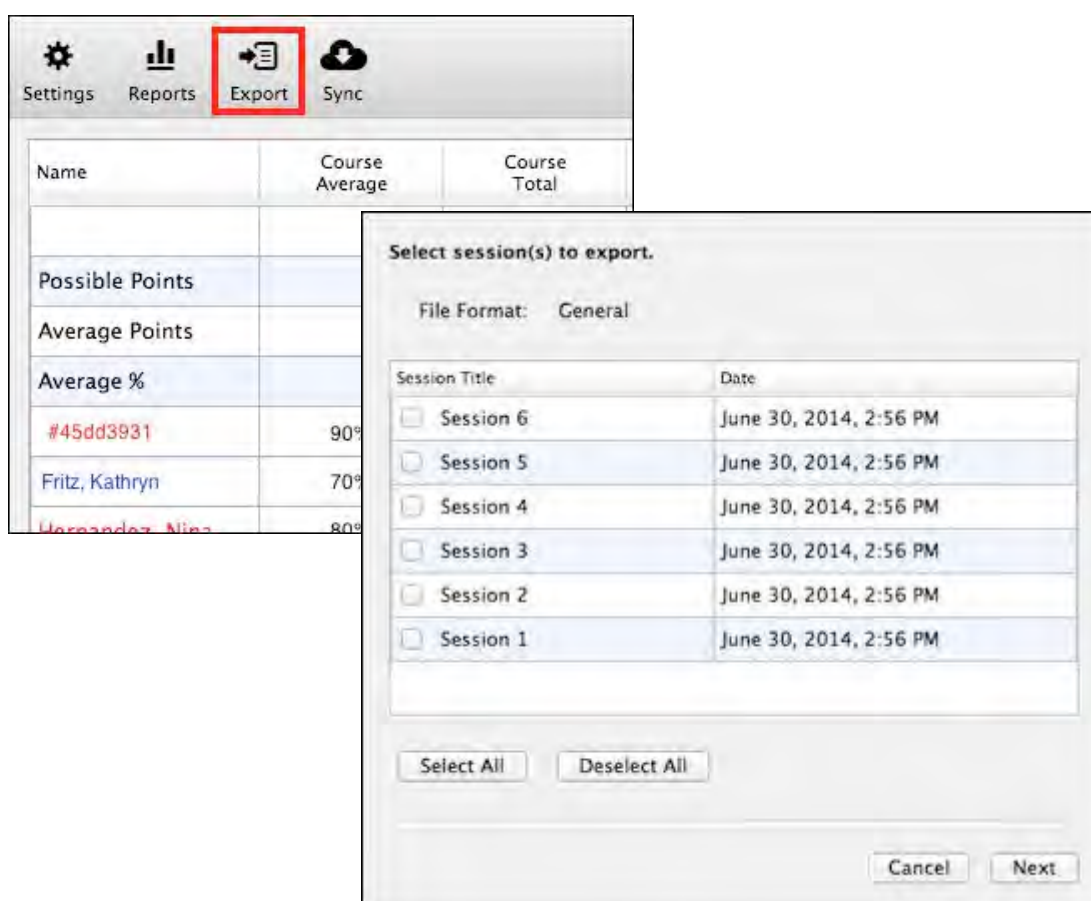 Settings Reports Export Sync
Name Course Average Course Total
Possible Points
Average Points
Average %
#45dd3931 90%
Fritz, Kathryn 70%
Hernandez, Nina 80%
Select session(s) to export.
File Format: General
Session Title Date
Session 6 June 30, 2014, 2:56 PM
Session 5 June 30, 2014, 2:56 PM
Session 4 June 30, 2014, 2:56 PM
Session 3 June 30, 2014, 2:56 PM
Session 2 June 30, 2014, 2:56 PM
Session 1 June 30, 2014, 2:56 PM
Select All Deselect All
Cancel Next